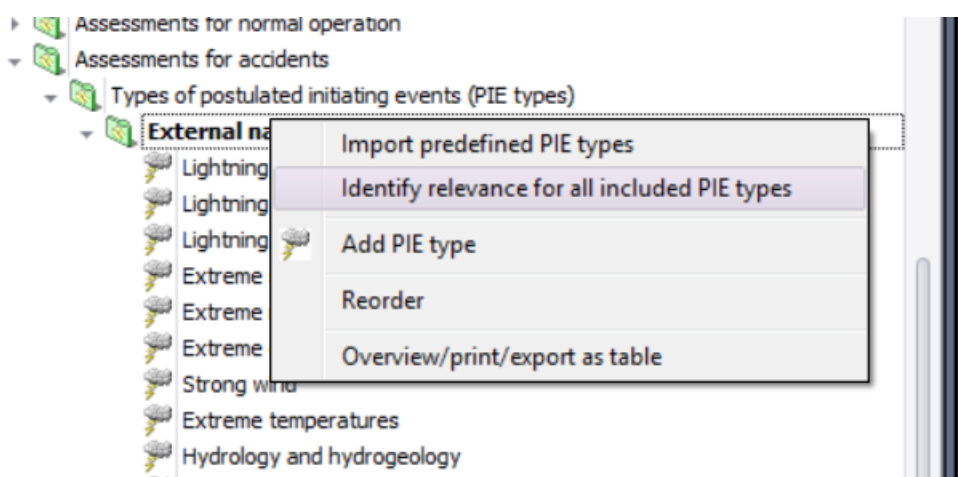 Assessments for normal operation
Assessments for accidents
Types of postulated initiating events (PIE types)
External na
Import predefined PIE types
Lightning
Identify relevance for all included PIE types
Lightning
Lightning
Add PIE type
Extreme
Extreme
Reorder
Extreme
Overview/print/export as table
Strong wind
Extreme temperatures
Hydrology and hydrogeology